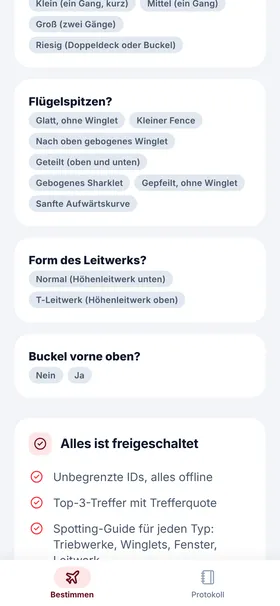 Klein (ein Gang, kurz) Mittel (ein Gang)
Groß (zwei Gänge)
Riesig (Doppeldeck oder Buckel)
Flügelspitzen?
Glatt, ohne Winglet Kleiner Fence
Nach oben gebogenes Winglet
Geteilt (oben und unten)
Gebogenes Sharklet Gepfeilt, ohne Winglet
Sanfte Aufwärtskurve
Form des Leitwerks?
Normal (Höhenleitwerk unten)
T-Leitwerk (Höhenleitwerk oben)
Buckel vorne oben?
Nein Ja
Alles ist freigeschaltet
Unbegrenzte IDs, alles offline
Top-3-Treffer mit Trefferquote
Spotting-Guide für jeden Typ:
Triebwerke, Winglets, Fenster,
Leitwerk
Bestimmen Protokoll